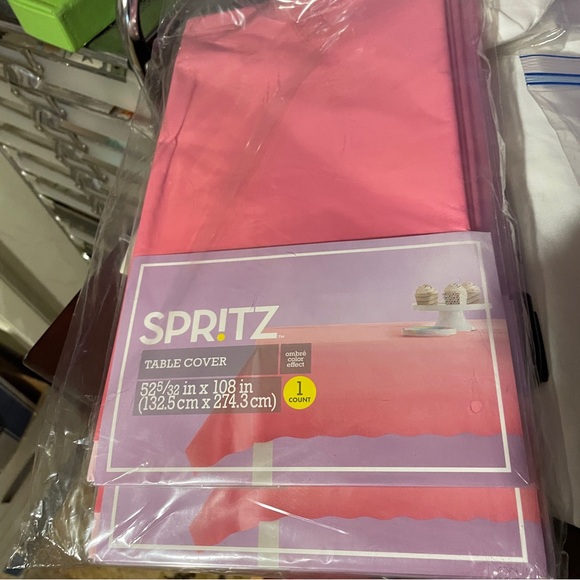 SPR!TZ™
TABLE COVER
ombré
color
effect
52 5/32 in x 108 in
(132.5 cm x 274.3 cm)
1
COUNT